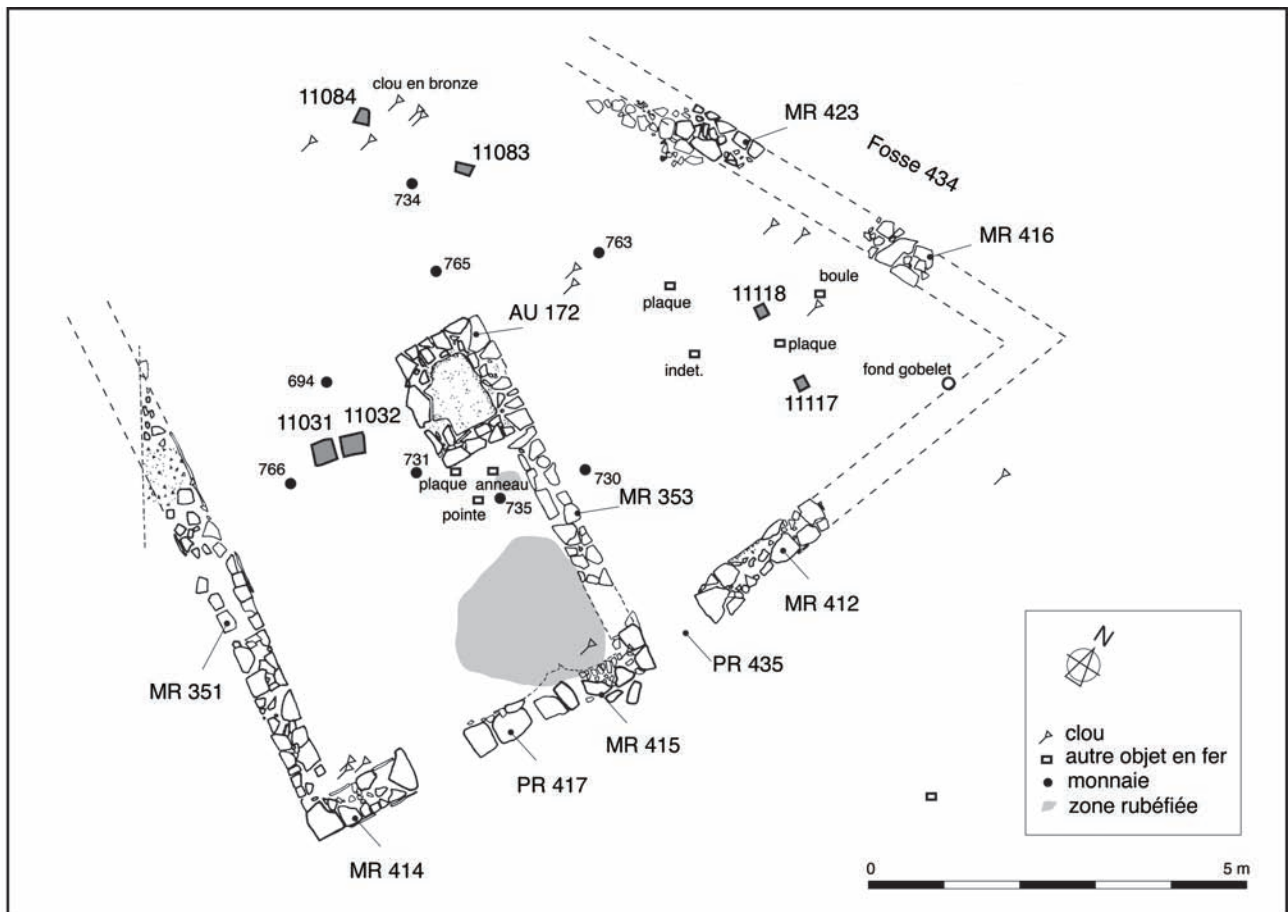 clou en bronze
11084
MR 423
11083
Fosse 434
734
763
MR 416
765
boule
plaque
11118
AU 172
plaque
indet.
fond gobelet
694
11117
11031
11032
731
730
766
plaque
anneau
MR 353
pointe
735
MR 412
PR 435
MR 351
MR 415
PR 417
MR 414
N
clou
autre objet en fer
monnaie
zone rubéfiée
0
5 m